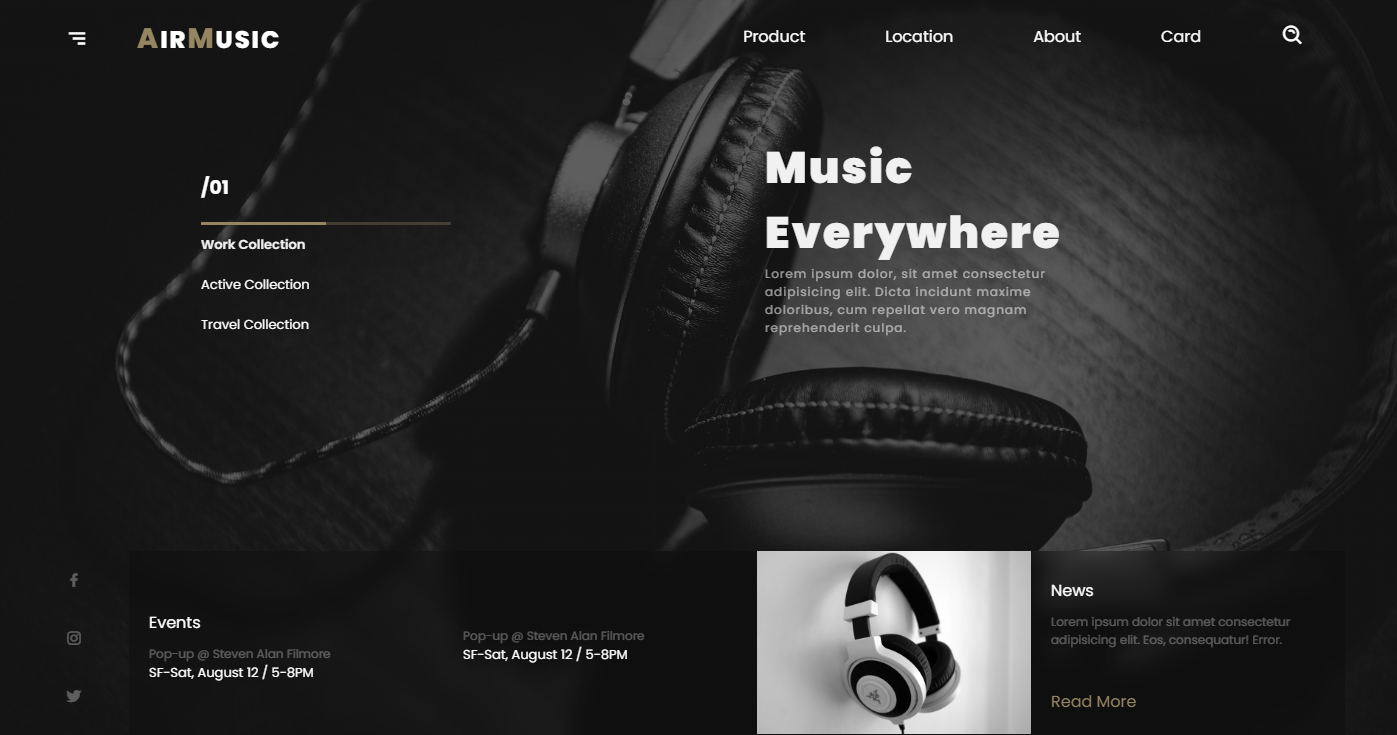 AIRMUSIC
Product
Location
About
Card
/01
Work Collection
Active Collection
Travel Collection
Music
Everywhere
Lorem ipsum dolor, sit amet consectetur
adipisicing elit. Dicta incidunt maxime
doloribus, cum repellat vero magnam
reprehenderit culpa.
Events
Pop-up @ Steven Alan Filmore
SF-Sat, August 12 / 5-8PM
Pop-up @ Steven Alan Filmore
SF-Sat, August 12 / 5-8PM
News
Lorem ipsum dolor sit amet consectetur
adipisicing elit. Eos, consequatur! Error.
Read More